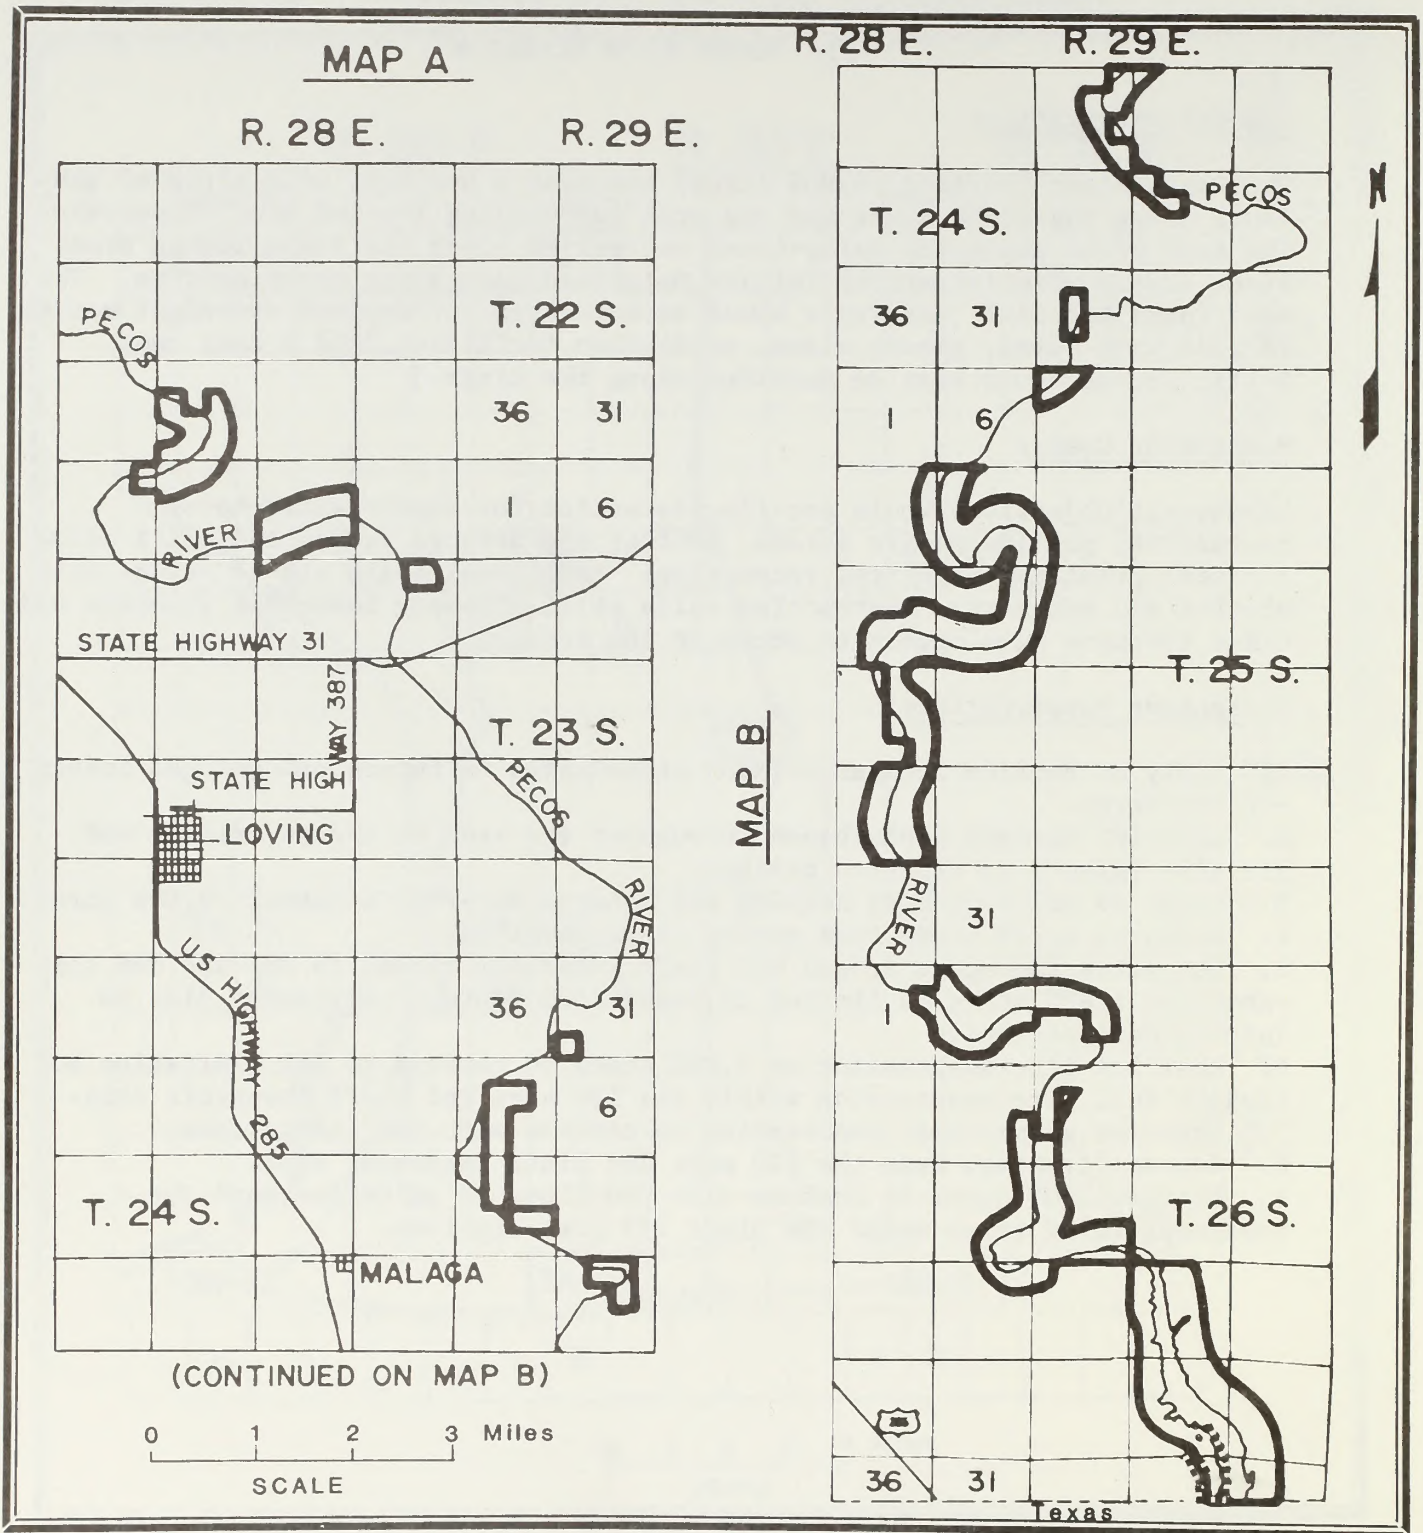 MAP A
R. 28 E.
R. 29 E.
T. 22 S.
PECOS
36
31
1
6
RIVER
STATE HIGHWAY 31
WAY 387
T. 23 S.
STATE HIGH
PECOS
LOVING
RIVER
US HIGHWAY 285
36
31
6
T. 24 S.
MALAGA
(CONTINUED ON MAP B)
0 1 2 3 Miles
SCALE
R. 28 E.
R. 29 E.
PECOS
N
T. 24 S.
36
31
1
6
MAP B
T. 25 S.
RIVER
31
1
T. 26 S.
36
31
Texas